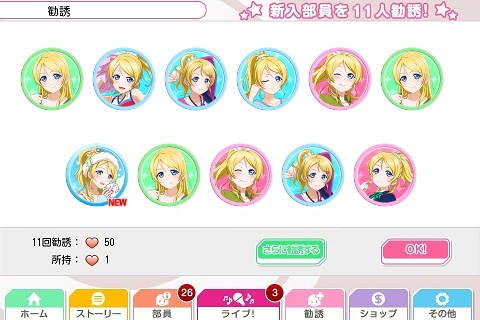 勧誘
新入部員を11人勧誘!
NEW
11回勧誘: 50
所持: 1
さらに勧誘する
OK!
26
3
ホーム
ストーリー
部員
ライブ!
勧誘
ショップ
その他